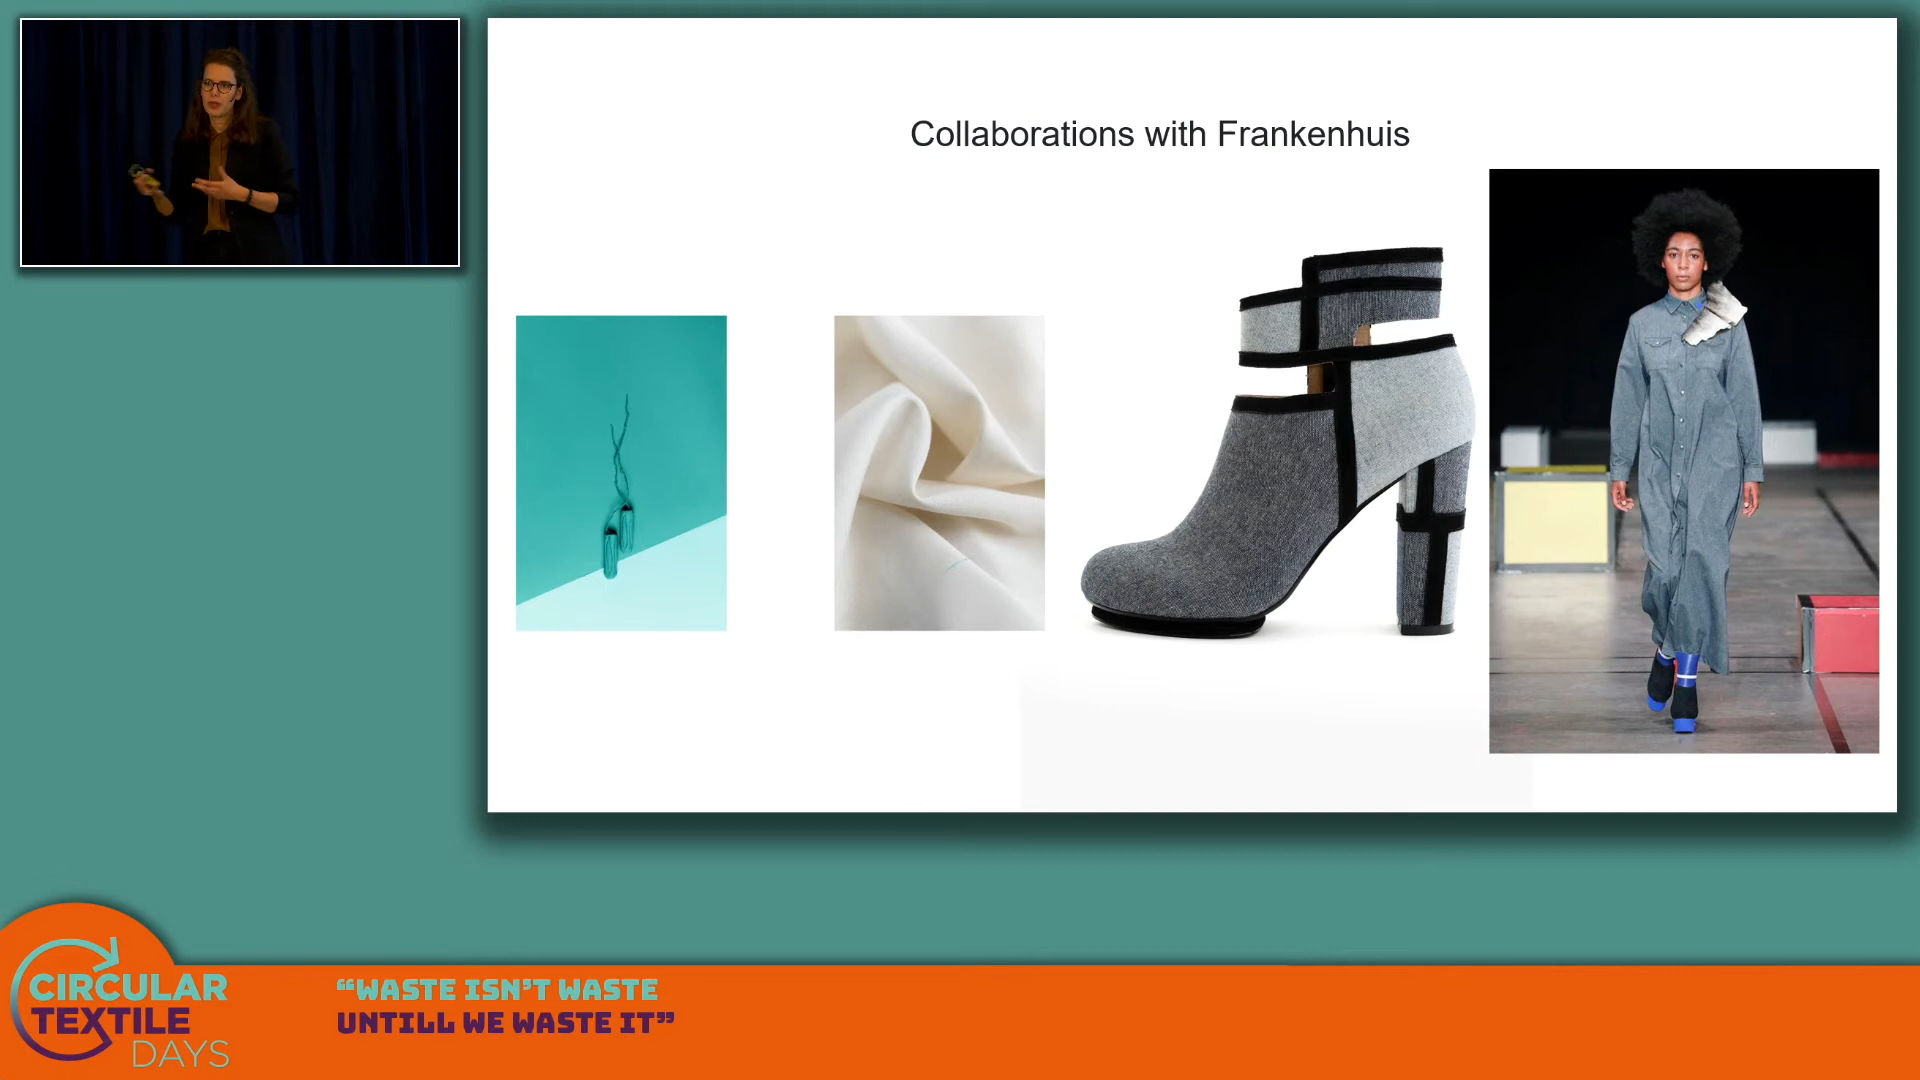 Collaborations with Frankenhuis
CIRCULAR
TEXTILE
DAYS
“WASTE ISN’T WASTE
UNTILL WE WASTE IT”